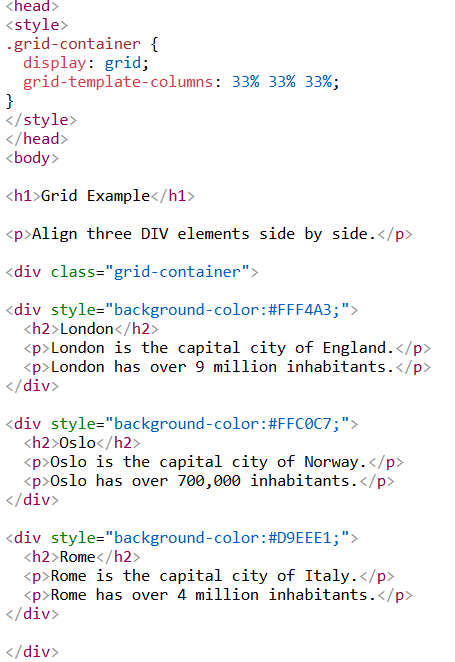 <head>
<style>
.grid-container {
  display: grid;
  grid-template-columns: 33% 33% 33%;
}
</style>
</head>
<body>
<h1>Grid Example</h1>
<p>Align three DIV elements side by side.</p>
<div class="grid-container">
<div style="background-color:#FFF4A3;">
  <h2>London</h2>
  <p>London is the capital city of England.</p>
  <p>London has over 9 million inhabitants.</p>
</div>
<div style="background-color:#FFC0C7;">
  <h2>Oslo</h2>
  <p>Oslo is the capital city of Norway.</p>
  <p>Oslo has over 700,000 inhabitants.</p>
</div>
<div style="background-color:#D9EEE1;">
  <h2>Rome</h2>
  <p>Rome is the capital city of Italy.</p>
  <p>Rome has over 4 million inhabitants.</p>
</div>
</div>